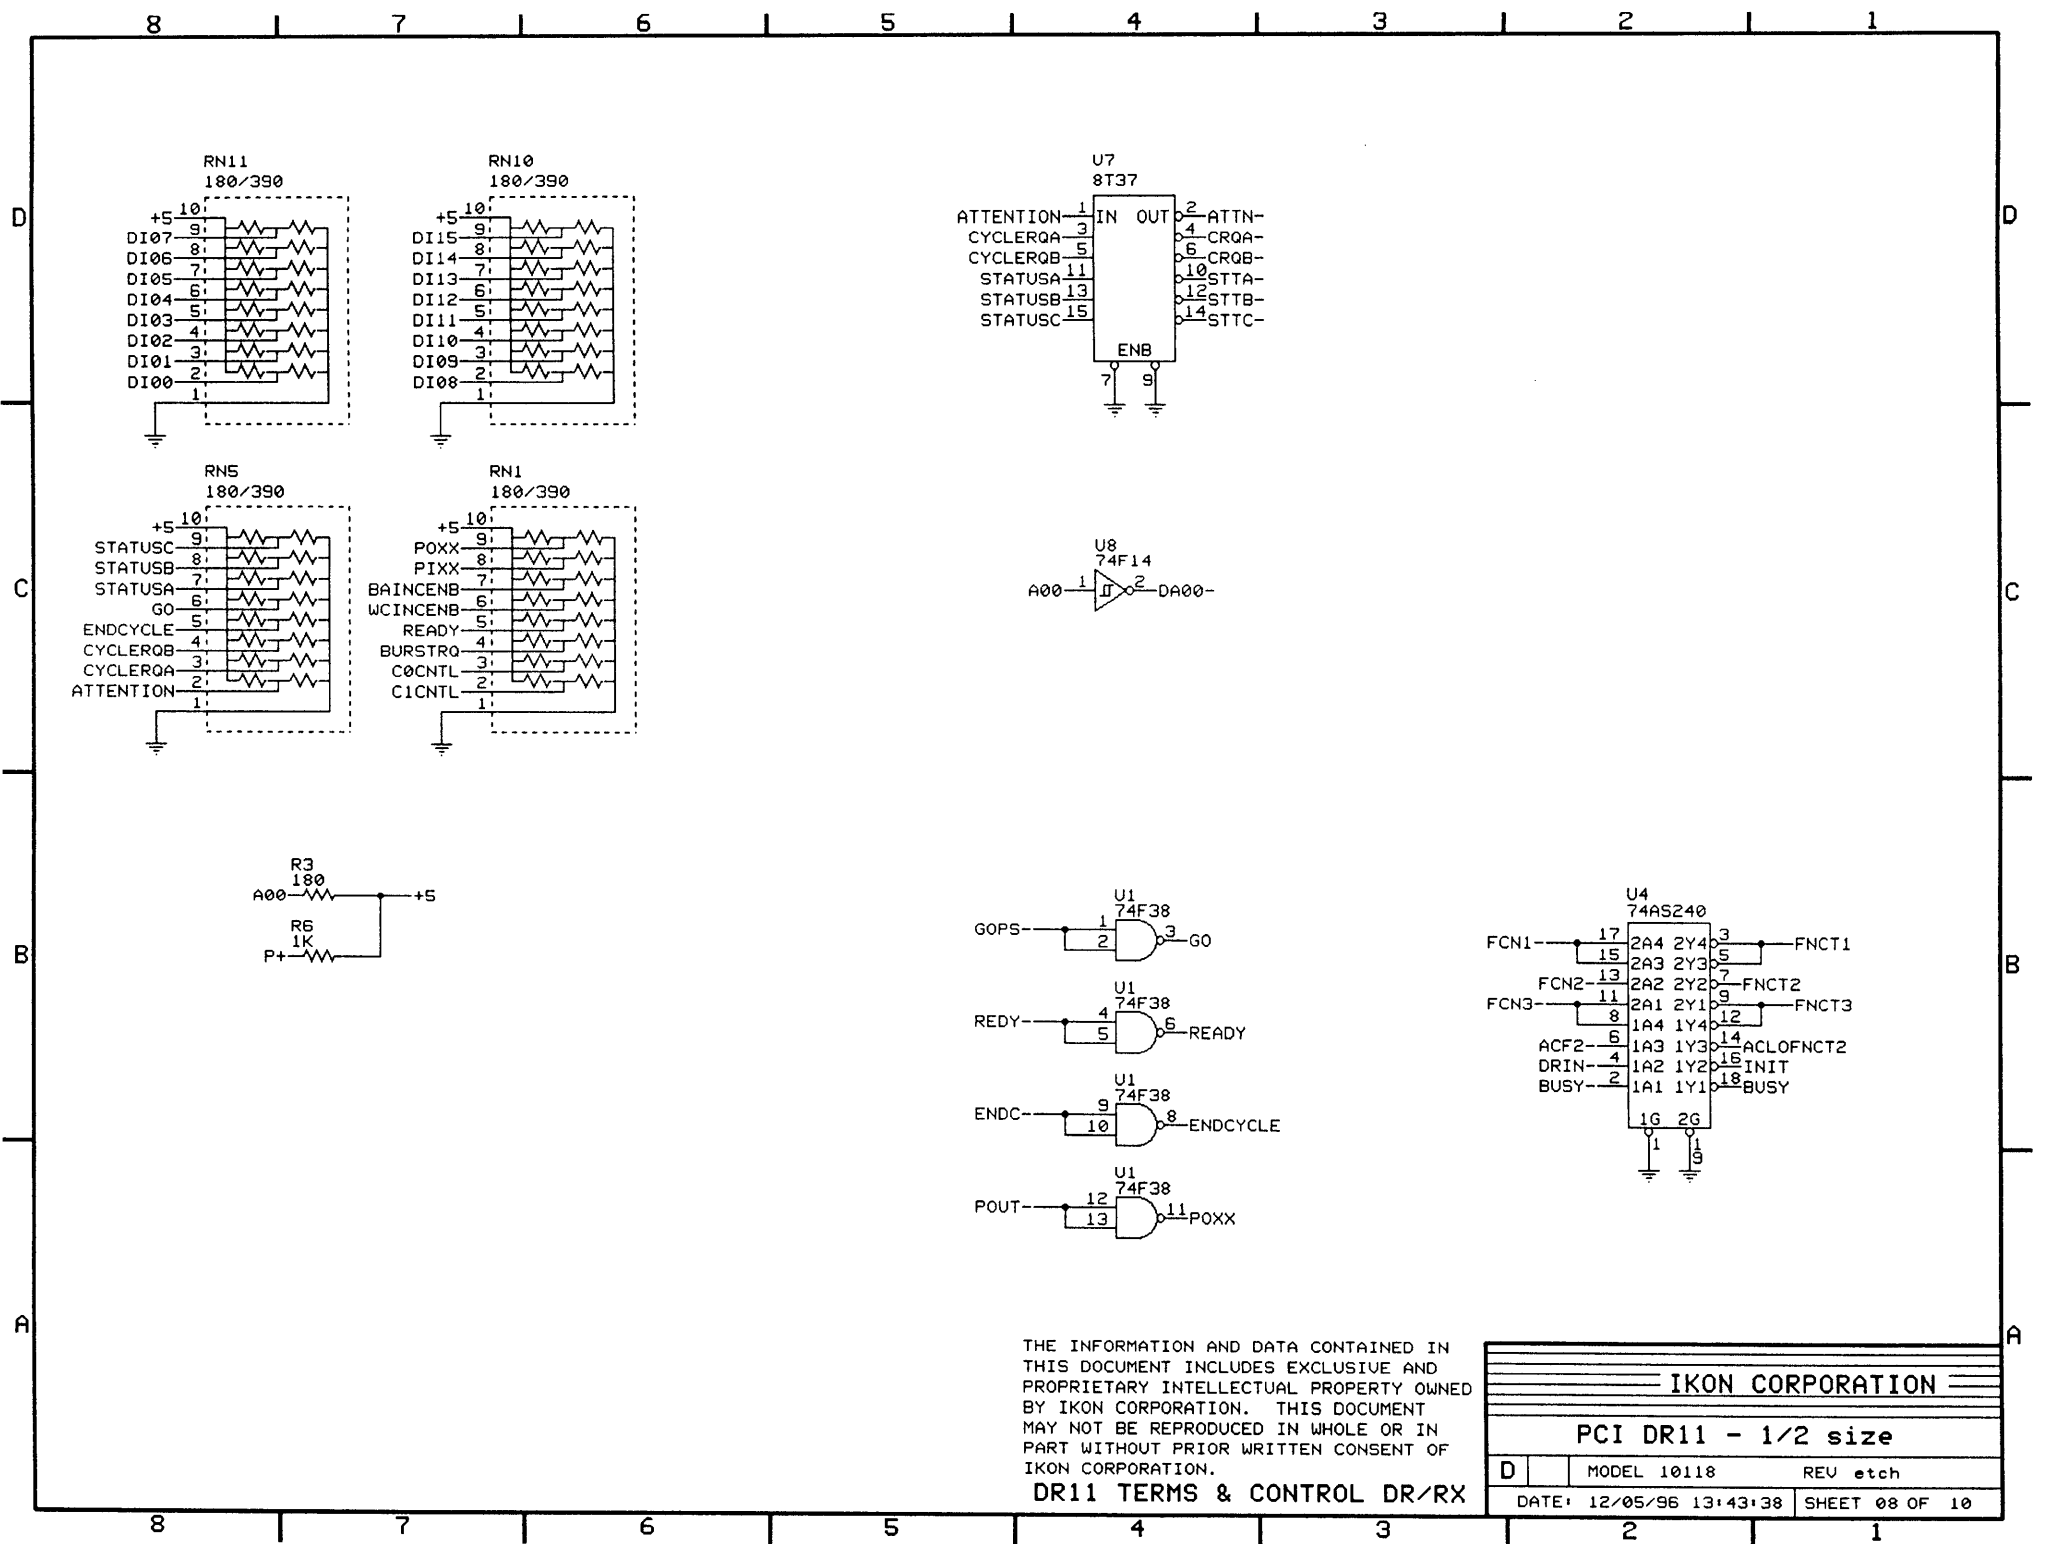 8 7 6 5 4 3 2 1
D
C
B
A
RN11
180/390
+5 10
DI07 9
DI06 8
DI05 7
DI04 6
DI03 5
DI02 4
DI01 3
DI00 2
1
RN10
180/390
+5 10
DI15 9
DI14 8
DI13 7
DI12 6
DI11 5
DI10 4
DI09 3
DI08 2
1
RN5
180/390
+5 10
STATUSC 9
STATUSB 8
STATUSA 7
GO 6
ENDCYCLE 5
CYCLERQB 4
CYCLERQA 3
ATTENTION 2
1
RN1
180/390
+5 10
POXX 9
PIXX 8
BAINCENB 7
WCINCENB 6
READY 5
BURSTRQ 4
C0CNTL 3
C1CNTL 2
1
R3
180
A00 +5
R6
1K
P+
U7
8T37
ATTENTION 1 IN OUT 2 ATTN-
CYCLERQA 3 4 CRQA-
CYCLERQB 5 6 CRQB-
STATUSA 11 10 STTA-
STATUSB 13 12 STTB-
STATUSC 15 14 STTC-
ENB
7 9
U8
74F14
A00 1 2 DA00-
U1
74F38
GOPS- 1 2 3 GO
U1
74F38
REDY- 4 5 6 READY
U1
74F38
ENDC- 9 10 8 ENDCYCLE
U1
74F38
POUT- 12 13 11 POXX
U4
74AS240
FCN1- 17 2A4 2Y4 3 FNCT1
15 2A3 2Y3 5
FCN2- 13 2A2 2Y2 7 FNCT2
FCN3- 11 2A1 2Y1 9 FNCT3
8 1A4 1Y4 12
ACF2- 6 1A3 1Y3 14 ACLOFNCT2
DRIN- 4 1A2 1Y2 16 INIT
BUSY- 2 1A1 1Y1 18 BUSY
1G 2G
1 19
D
C
B
A
THE INFORMATION AND DATA CONTAINED IN
THIS DOCUMENT INCLUDES EXCLUSIVE AND
PROPRIETARY INTELLECTUAL PROPERTY OWNED
BY IKON CORPORATION. THIS DOCUMENT
MAY NOT BE REPRODUCED IN WHOLE OR IN
PART WITHOUT PRIOR WRITTEN CONSENT OF
IKON CORPORATION.
DR11 TERMS & CONTROL DR/RX
IKON CORPORATION
PCI DR11 - 1/2 size
D MODEL 10118 REV etch
DATE: 12/05/96 13:43:38 SHEET 08 OF 10
8 7 6 5 4 3 2 1